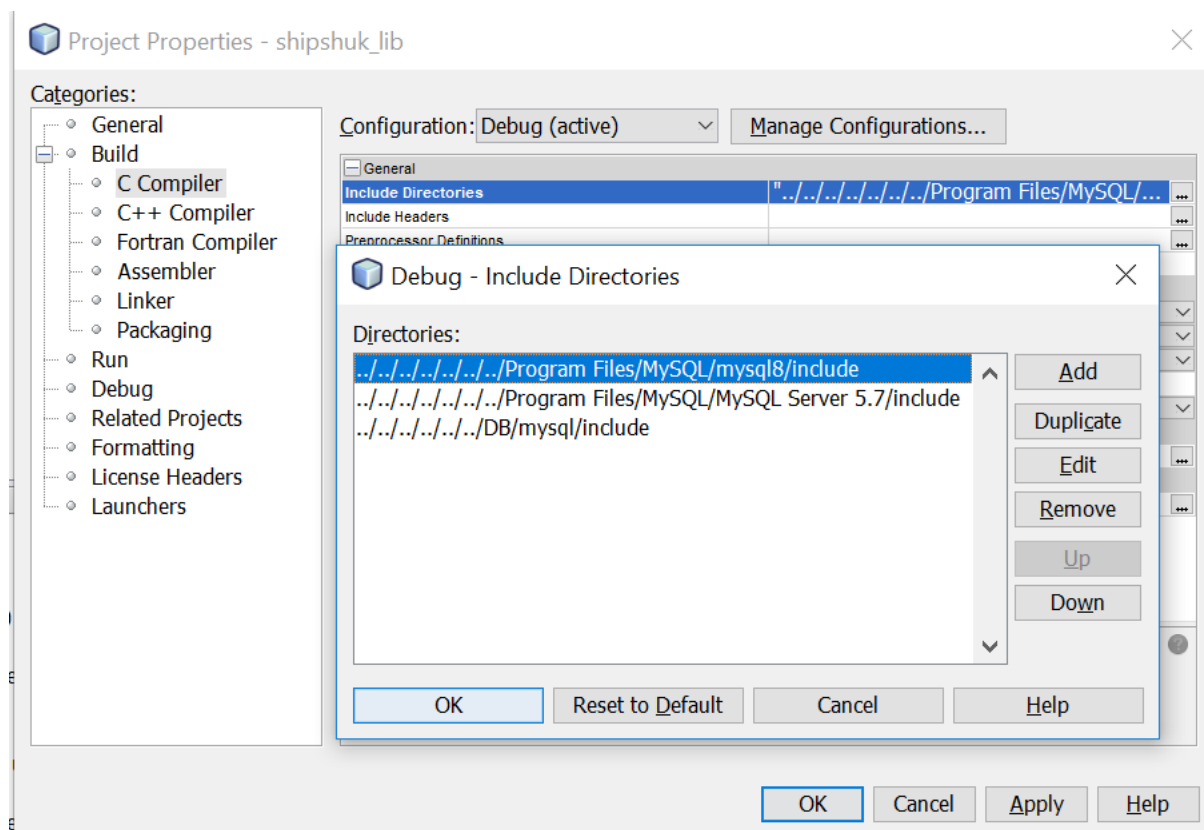 Project Properties - shipshuk_lib
Categories:
General
Build
C Compiler
C++ Compiler
Fortran Compiler
Assembler
Linker
Packaging
Run
Debug
Related Projects
Formatting
License Headers
Launchers
Configuration: Debug (active) Manage Configurations...
General
Include Directories "../../../../../../../Program Files/MySQL/... ...
Include Headers ...
Preprocessor Definitions ...
Debug - Include Directories
Directories:
../../../../../../../Program Files/MySQL/mysql8/include
../../../../../../../Program Files/MySQL/MySQL Server 5.7/include
../../../../../../DB/mysql/include
Add
Duplicate
Edit
Remove
Up
Down
OK Reset to Default Cancel Help
OK Cancel Apply Help